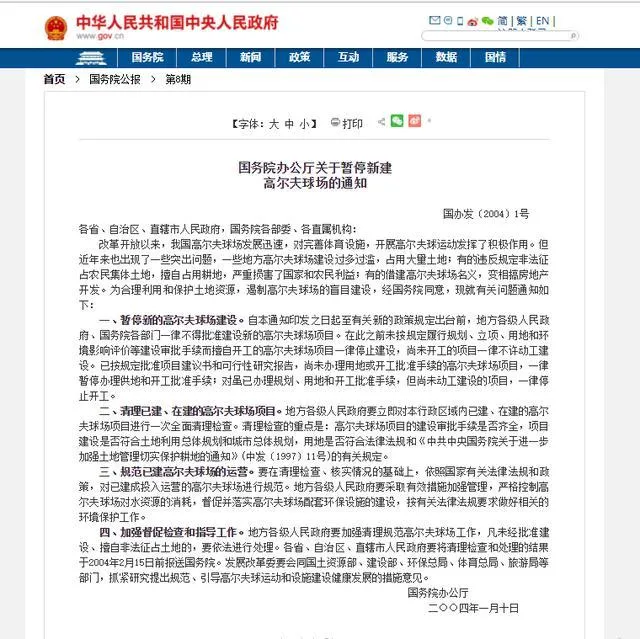 中华人民共和国中央人民政府
www.gov.cn
简 | 繁 | EN |
国务院 总理 新闻 政策 互动 服务 数据 国情
首页 > 国务院公报 > 第8期
【字体：大 中 小】 打印
国务院办公厅关于暂停新建
高尔夫球场的通知
国办发（2004）1号
各省、自治区、直辖市人民政府，国务院各部委、各直属机构：
改革开放以来，我国高尔夫球场发展迅速，对完善体育设施，开展高尔夫球运动发挥了积极作用。但
近年来也出现了一些突出问题，一些地方高尔夫球场建设过多过滥，占用大量土地；有的违反规定非法征
占农民集体土地，擅自占用耕地，严重损害了国家和农民利益；有的借建高尔夫球场名义，变相搞房地产
开发。为合理利用和保护土地资源，遏制高尔夫球场的盲目建设，经国务院同意，现就有关问题通知如
下：
一、暂停新的高尔夫球场建设。自本通知印发之日起至有关新的政策规定出台前，地方各级人民政
府、国务院各部门一律不得批准建设新的高尔夫球场项目。在此之前未按规定履行规划、立项、用地和环
境影响评价等建设审批手续而擅自开工的高尔夫球场项目一律停止建设，尚未开工的项目一律不许动工建
设。已按规定批准项目建议书和可行性研究报告，尚未办理用地或开工批准手续的高尔夫球场项目，一律
暂停办理供地和开工批准手续；对虽已办理规划、用地和开工批准手续，但尚未动工建设的项目，一律停
止开工。
二、清理已建、在建的高尔夫球场项目。地方各级人民政府要立即对本行政区域内已建、在建的高尔
夫球场项目进行一次全面清理检查。清理检查的重点是：高尔夫球场项目的建设审批手续是否齐全，项目
建设是否符合土地利用总体规划和城市总体规划，用地是否符合法律法规和《中共中央国务院关于进一步
加强土地管理切实保护耕地的通知》(中发（1997）11号)的有关规定。
三、规范已建高尔夫球场的运营。要在清理检查、核实情况的基础上，依照国家有关法律法规和政
策，对已建成投入运营的高尔夫球场进行规范。地方各级人民政府要采取有效措施加强管理，严格控制高
尔夫球场对水资源的消耗，督促并落实高尔夫球场配套环保设施的建设，按有关法律法规要求做好相关的
环境保护工作。
四、加强督促检查和指导工作。地方各级人民政府要加强清理规范高尔夫球场工作，凡未经批准建
设、擅自非法征占土地的，要依法进行处理。各省、自治区、直辖市人民政府要将清理检查和处理的结果
于2004年2月15日前报送国务院。发展改革委要会同国土资源部、建设部、环保总局、体育总局、旅游局等
部门，抓紧研究提出规范、引导高尔夫球运动和设施建设健康发展的措施意见。
国务院办公厅
二〇〇四年一月十日